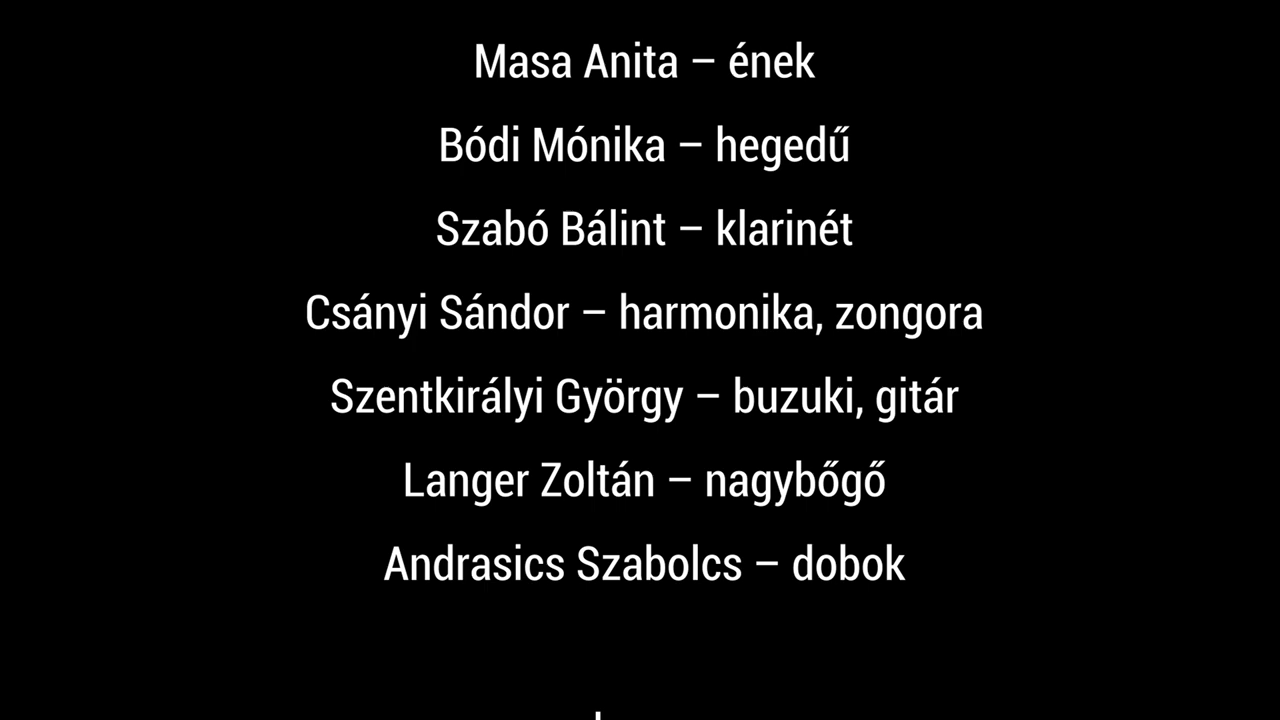 Masa Anita – ének
Bódi Mónika – hegedű
Szabó Bálint – klarinét
Csányi Sándor – harmonika, zongora
Szentkirályi György – buzuki, gitár
Langer Zoltán – nagybőgő
Andrasics Szabolcs – dobok